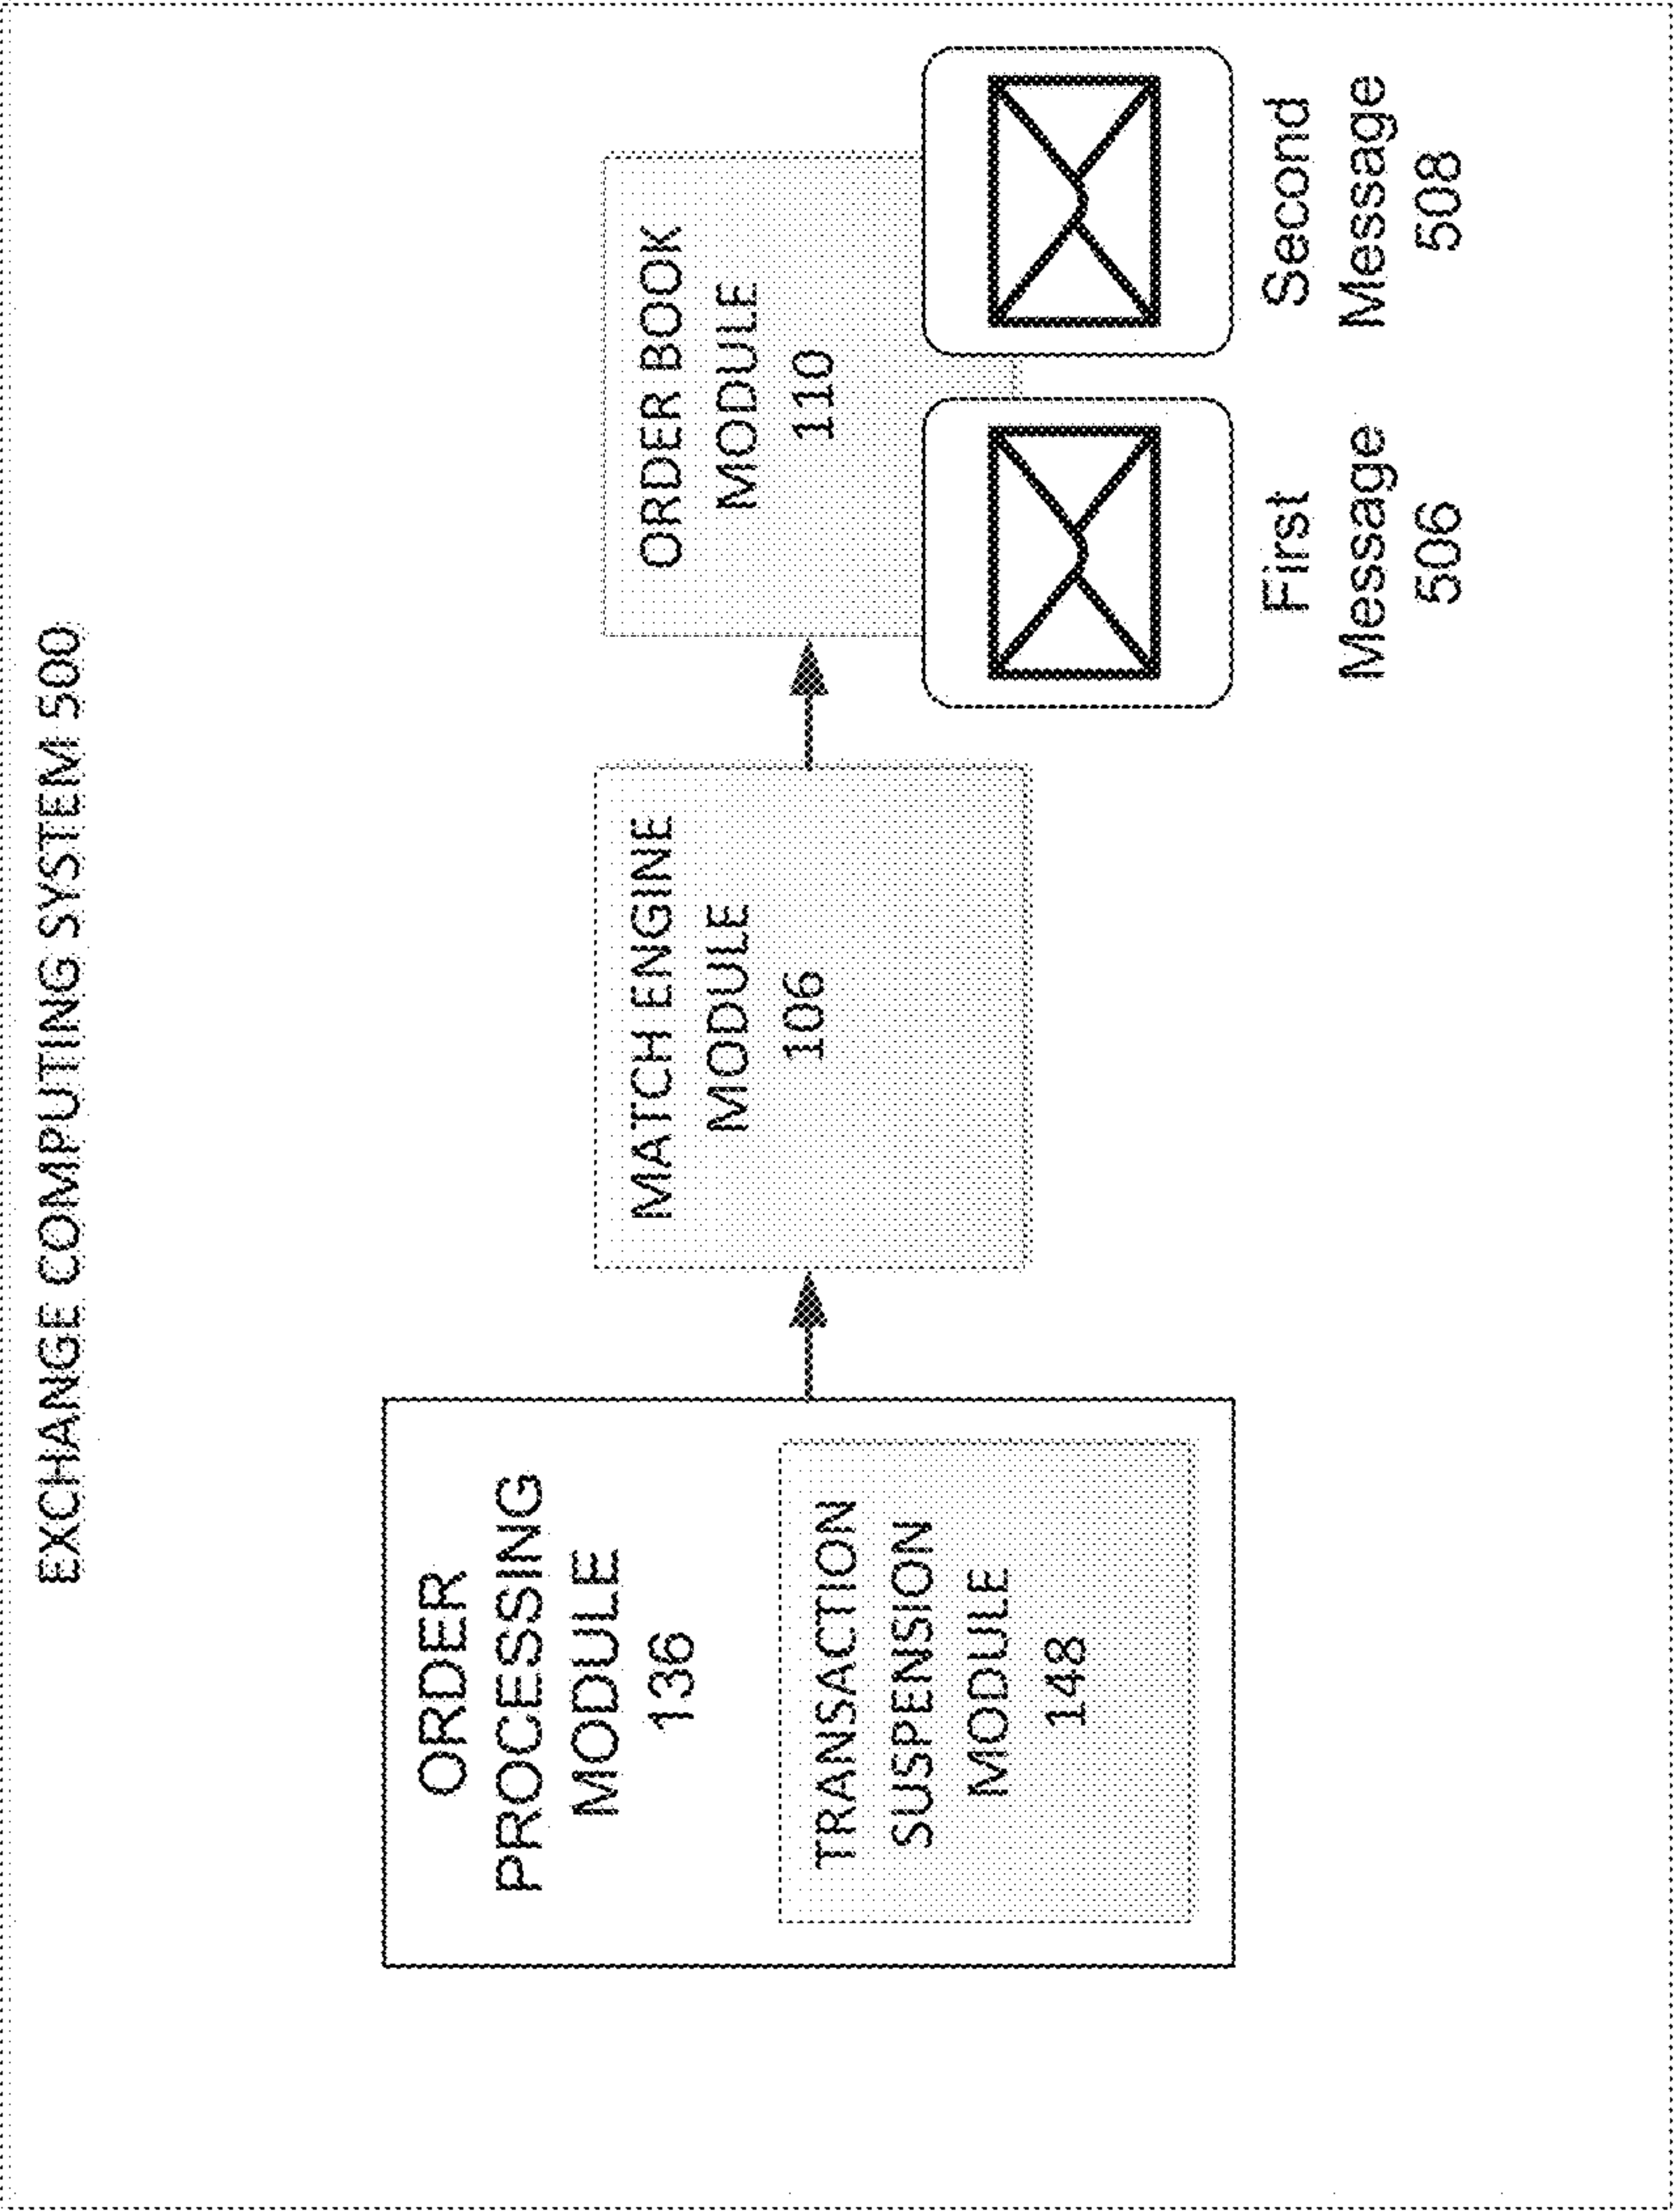 EXCHANGE COMPUTING SYSTEM 500
ORDER
PROCESSING
MODULE
136
TRANSACTION
SUSPENSION
MODULE
148
MATCH ENGINE
MODULE
106
ORDER BOOK
MODULE
110
First
Message
506
Second
Message
508